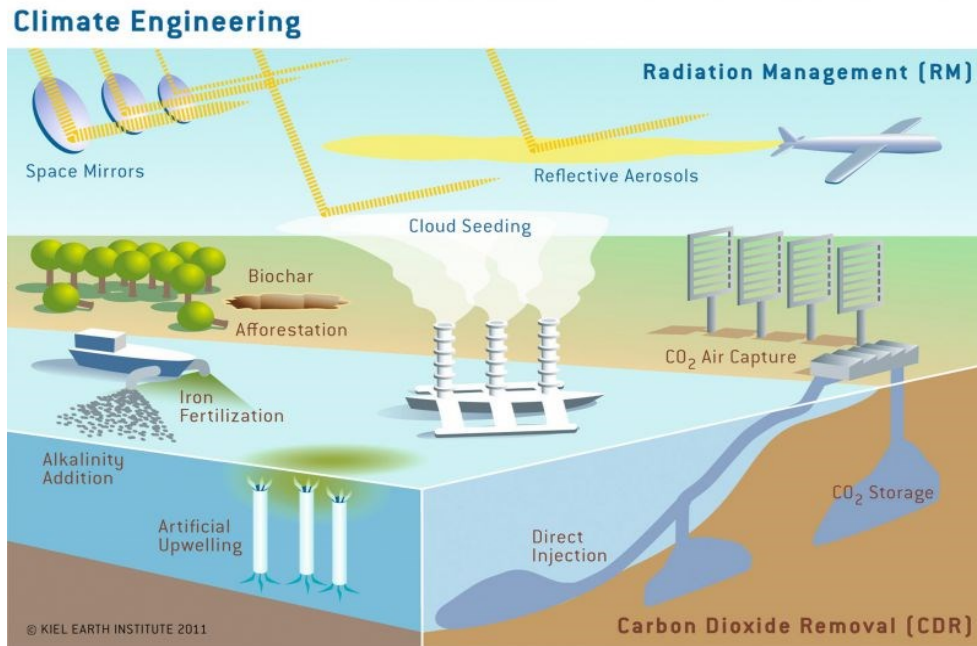 Climate Engineering
Radiation Management (RM)
Space Mirrors
Reflective Aerosols
Cloud Seeding
Biochar
Afforestation
CO₂ Air Capture
Iron
Fertilization
Alkalinity
Addition
CO₂ Storage
Artificial
Upwelling
Direct
Injection
© KIEL EARTH INSTITUTE 2011
Carbon Dioxide Removal (CDR)